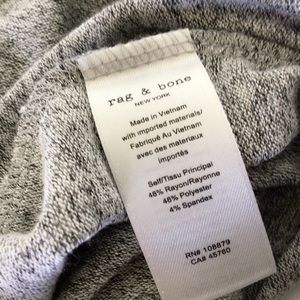 rag & bone
NEW YORK
Made in Vietnam
with imported materials/
Fabriqué Au Vietnam
avec des materiaux
importés
Self/Tissu Principal
48% Rayon/Rayonne
48% Polyester
4% Spandex
RN# 108879
CA# 45760